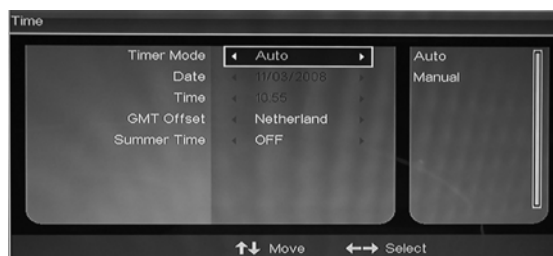 Time
Timer Mode Auto
Date 11/03/2008
Time 10.55
GMT Offset Netherland
Summer Time OFF
Auto
Manual
Move Select